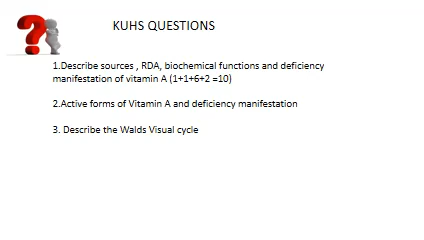 KUHS QUESTIONS
1.Describe sources , RDA, biochemical functions and deficiency
manifestation of vitamin A (1+1+6+2 =10)
2.Active forms of Vitamin A and deficiency manifestation
3. Describe the Walds Visual cycle